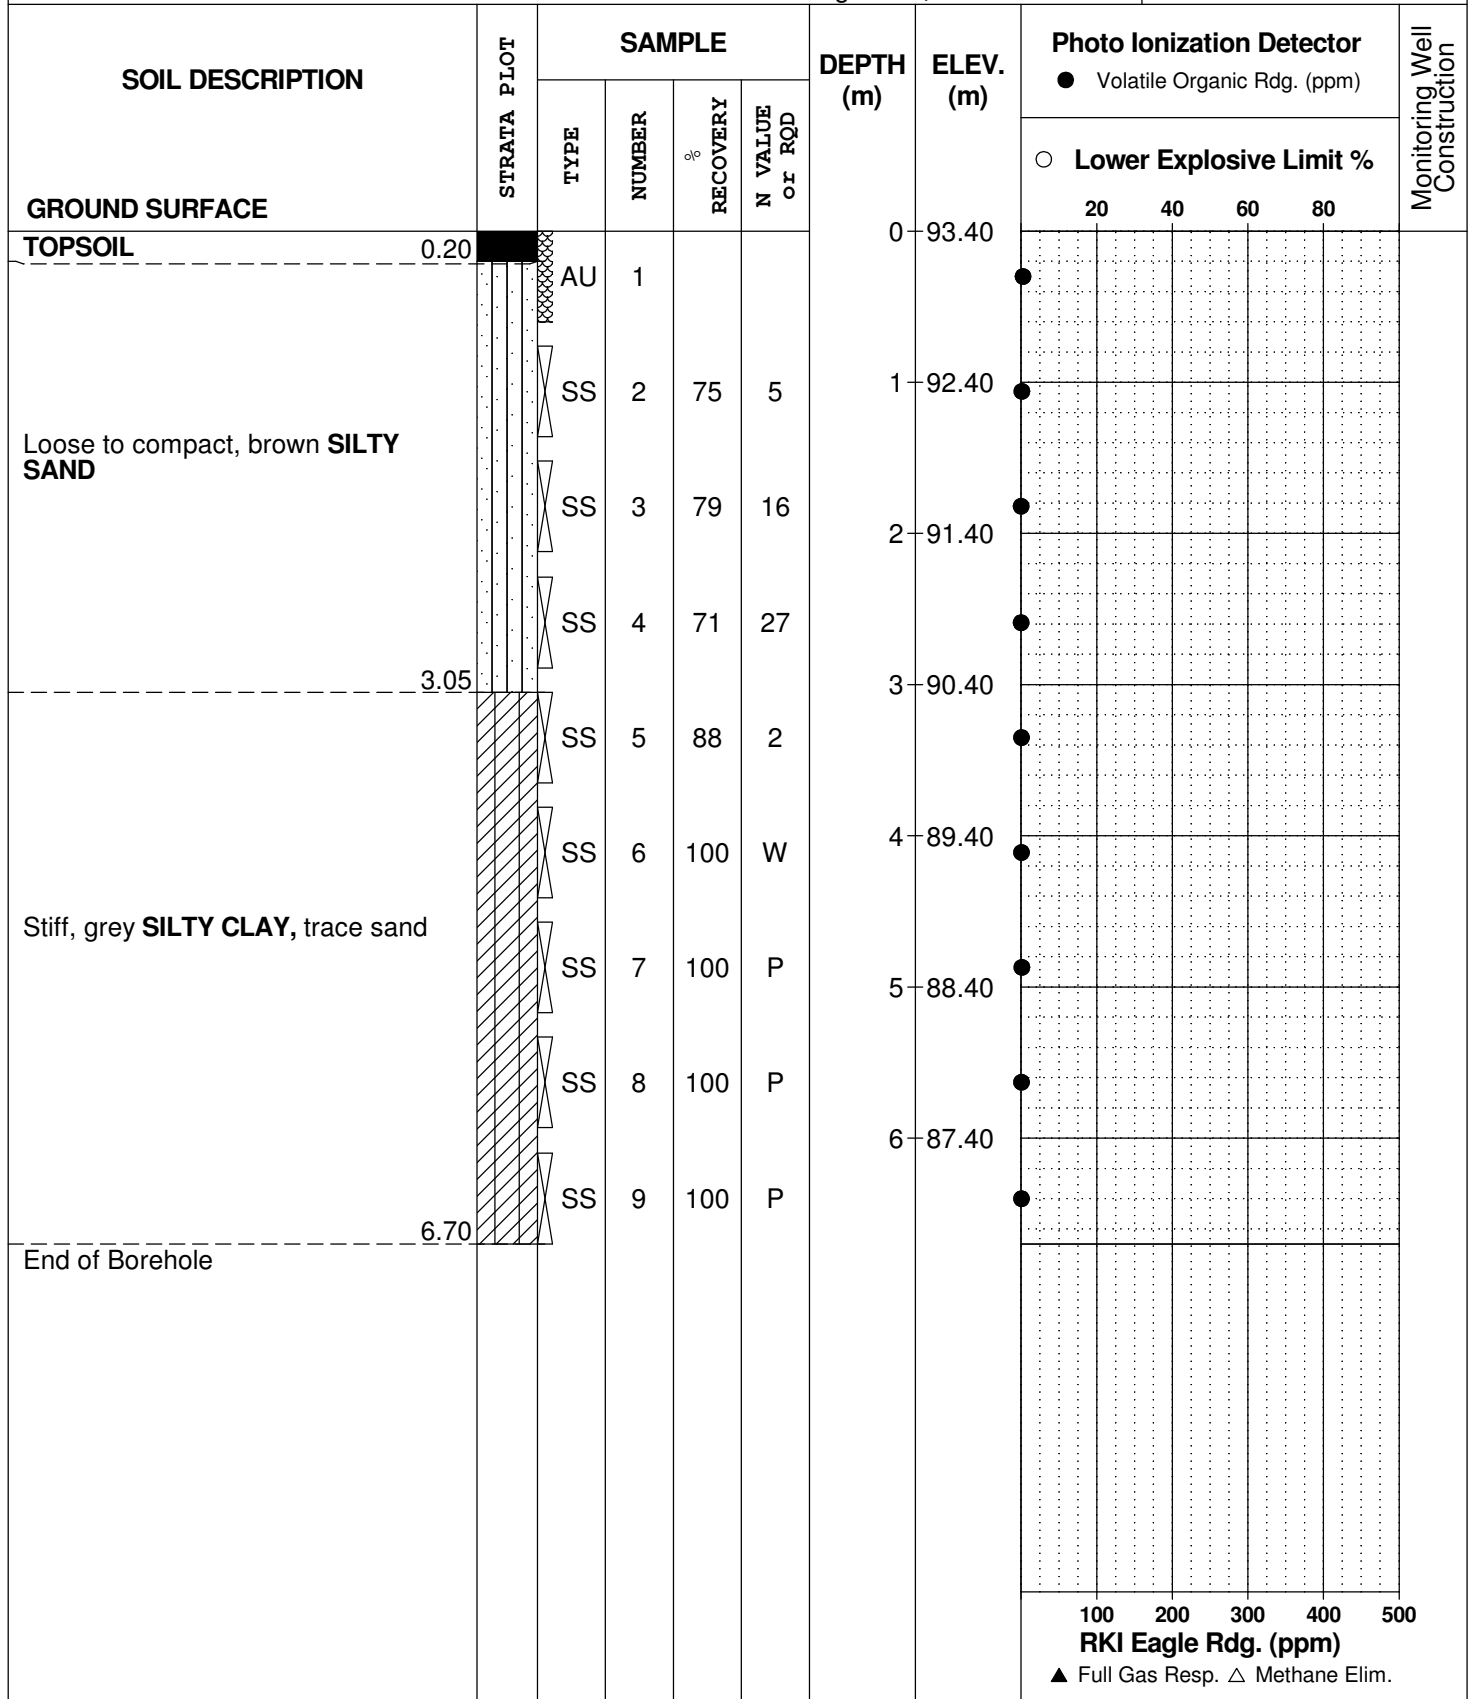 SOIL DESCRIPTION
GROUND SURFACE
STRATA PLOT
SAMPLE
TYPE
NUMBER
%
RECOVERY
N VALUE
or RQD
DEPTH
(m)
ELEV.
(m)
Photo Ionization Detector
● Volatile Organic Rdg. (ppm)
○ Lower Explosive Limit %
20 40 60 80
Monitoring Well
Construction
0 93.40
TOPSOIL 0.20
AU 1
1 92.40
SS 2 75 5
Loose to compact, brown SILTY
SAND
SS 3 79 16
2 91.40
SS 4 71 27
3.05
3 90.40
SS 5 88 2
4 89.40
SS 6 100 W
Stiff, grey SILTY CLAY, trace sand
SS 7 100 P
5 88.40
SS 8 100 P
6 87.40
SS 9 100 P
6.70
End of Borehole
100 200 300 400 500
RKI Eagle Rdg. (ppm)
▲ Full Gas Resp. △ Methane Elim.